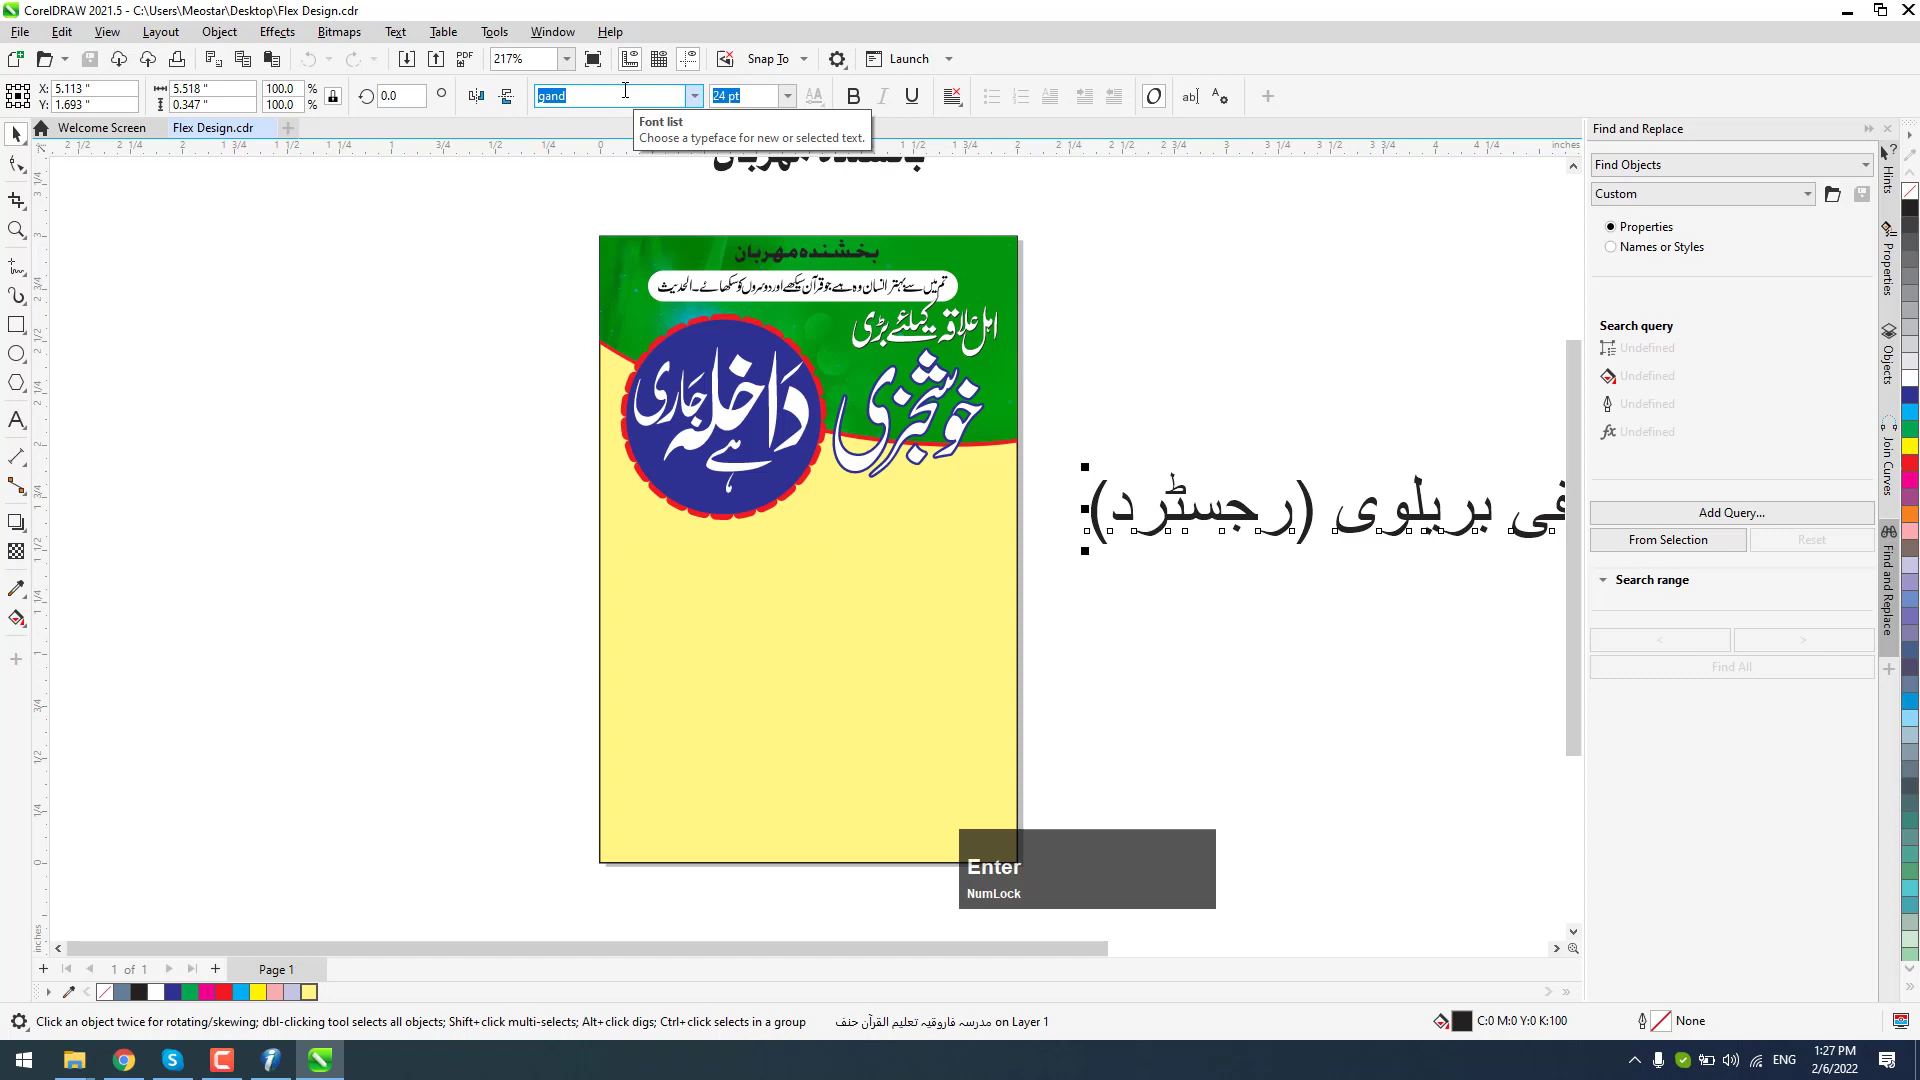 CorelDRAW 2021.5 - C:\Users\Meostar\Desktop\Flex Design.cdr
File Edit View Layout Object Effects Bitmaps Text Table Tools Window Help
217% Snap To Launch
X: 5.113 " 5.518 " 100.0 % 0.0 gand 24 pt
Y: 1.693 " 0.347 " 100.0 %
Welcome Screen Flex Design.cdr
Font list
Choose a typeface for new or selected text.
inches
بخشنده مهربان
بخشنده مهربان
تم میں سے بہتر انسان وہ ہے جو قرآن سیکھے اور دوسروں کو سکھائے۔ الحدیث
اہل علاقہ کیلئے بڑی
خوشخبری
داخلہ جاری ہے
فی بریلوی (رجسٹرد)
Enter
NumLock
Find and Replace
Find Objects
Custom
Properties
Names or Styles
Search query
Undefined
Undefined
Undefined
Undefined
Add Query...
From Selection Reset
Search range
Find All
Hints
Properties
Objects
Join Curves
Find and Replace
1 of 1 Page 1
Click an object twice for rotating/skewing; dbl-clicking tool selects all objects; Shift+click multi-selects; Alt+click digs; Ctrl+click selects in a group
مدرسہ فاروقیہ تعلیم القرآن حنف on Layer 1
C:0 M:0 Y:0 K:100 None
ENG 1:27 PM
2/6/2022